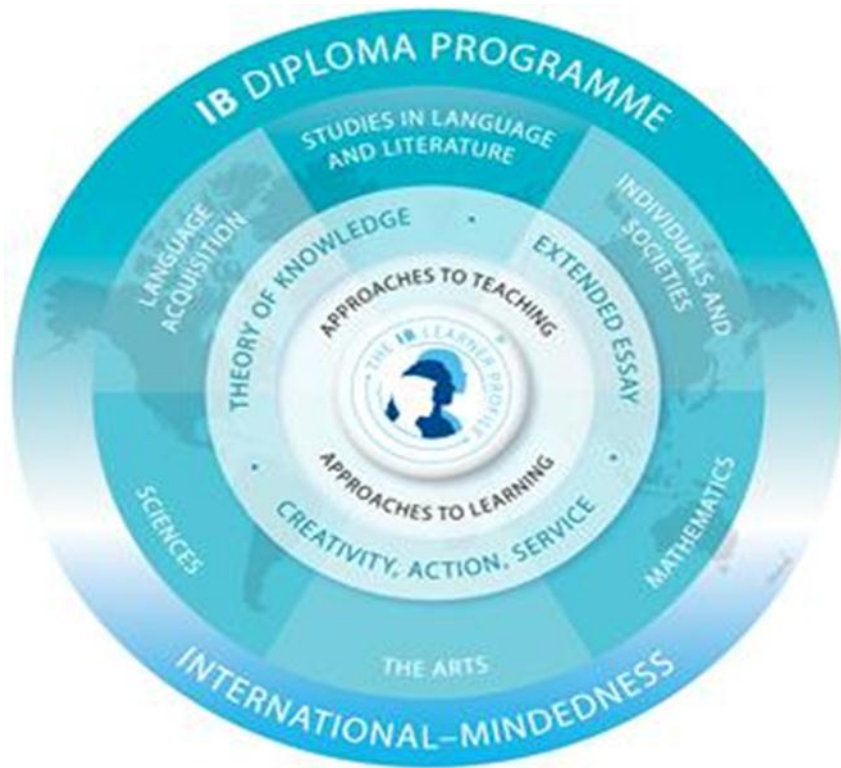 IB DIPLOMA PROGRAMME
STUDIES IN LANGUAGE
AND LITERATURE
LANGUAGE
ACQUISITION
INDIVIDUALS AND
SOCIETIES
THEORY OF KNOWLEDGE
EXTENDED ESSAY
APPROACHES TO TEACHING
THE IB LEARNER PROFILE
®
APPROACHES TO LEARNING
CREATIVITY, ACTION, SERVICE
SCIENCES
MATHEMATICS
THE ARTS
INTERNATIONAL–MINDEDNESS